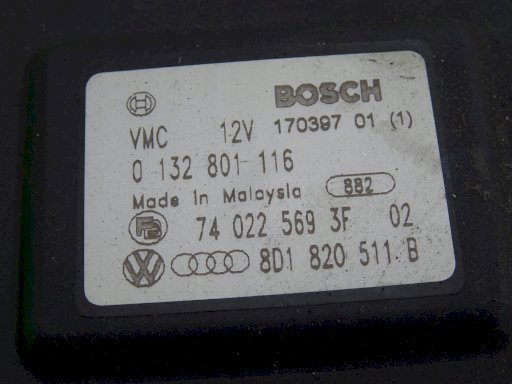 BOSCH
VMC 12V 170397 01 (1)
0 132 801 116
Made In Malaysia 882
74 022 569 3F 02
8D1 820 511 B